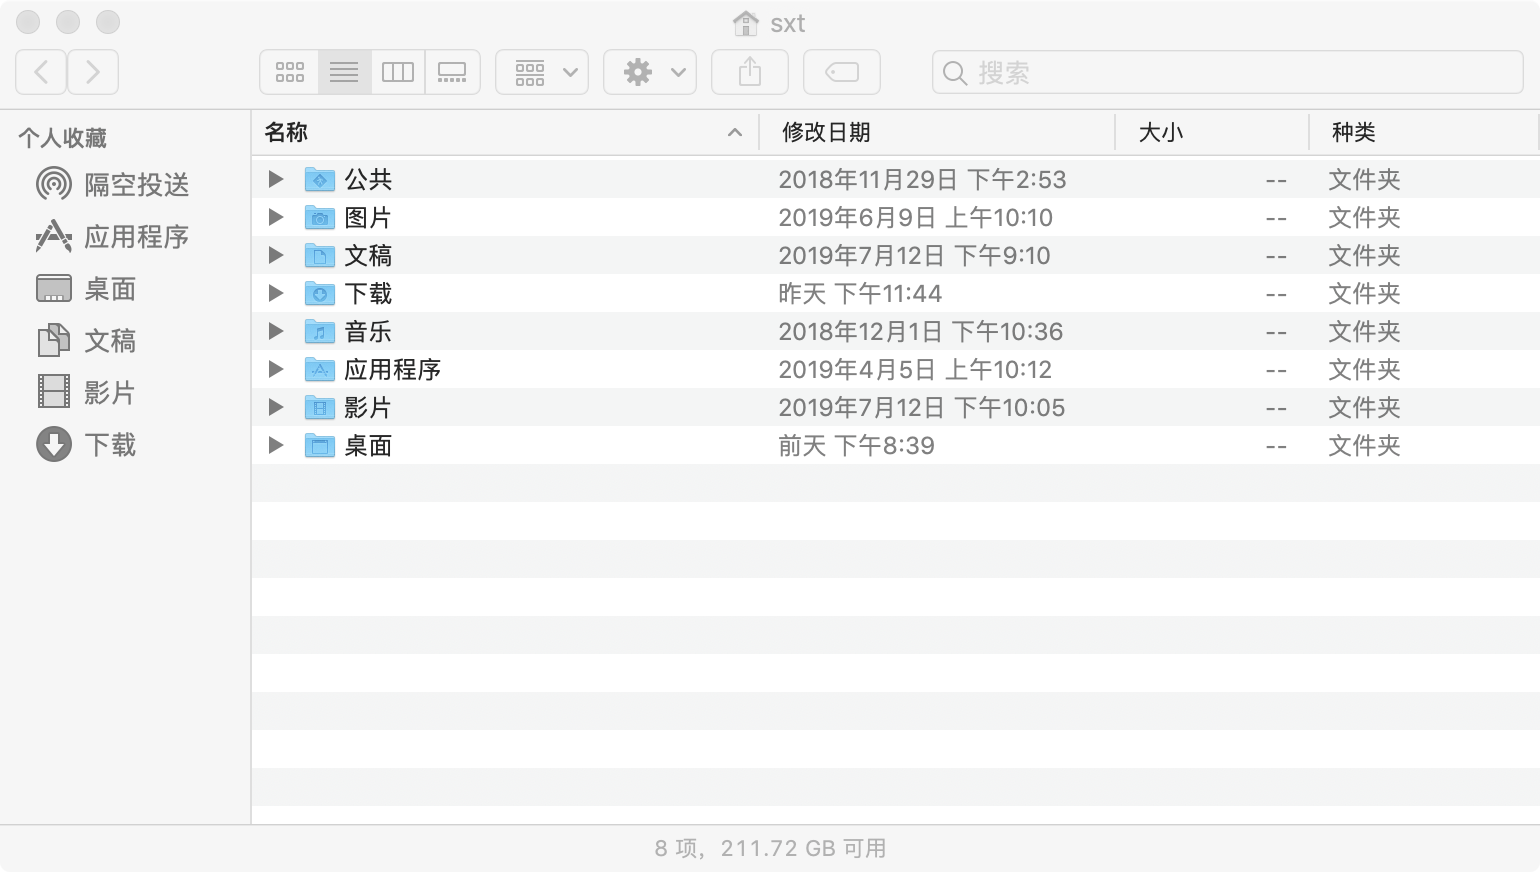 sxt
搜索
个人收藏
隔空投送
应用程序
桌面
文稿
影片
下载
名称 修改日期 大小 种类
公共 2018年11月29日 下午2:53 -- 文件夹
图片 2019年6月9日 上午10:10 -- 文件夹
文稿 2019年7月12日 下午9:10 -- 文件夹
下载 昨天 下午11:44 -- 文件夹
音乐 2018年12月1日 下午10:36 -- 文件夹
应用程序 2019年4月5日 上午10:12 -- 文件夹
影片 2019年7月12日 下午10:05 -- 文件夹
桌面 前天 下午8:39 -- 文件夹
8 项，211.72 GB 可用